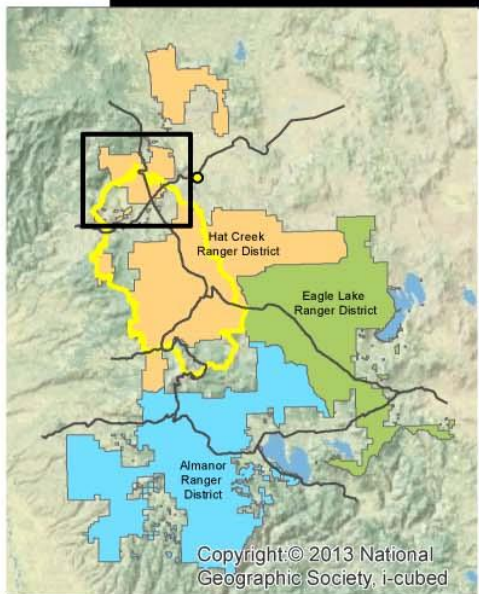 Hat Creek
Ranger District
Eagle Lake
Ranger District
Almanor
Ranger
District
Copyright:© 2013 National
Geographic Society, i-cubed